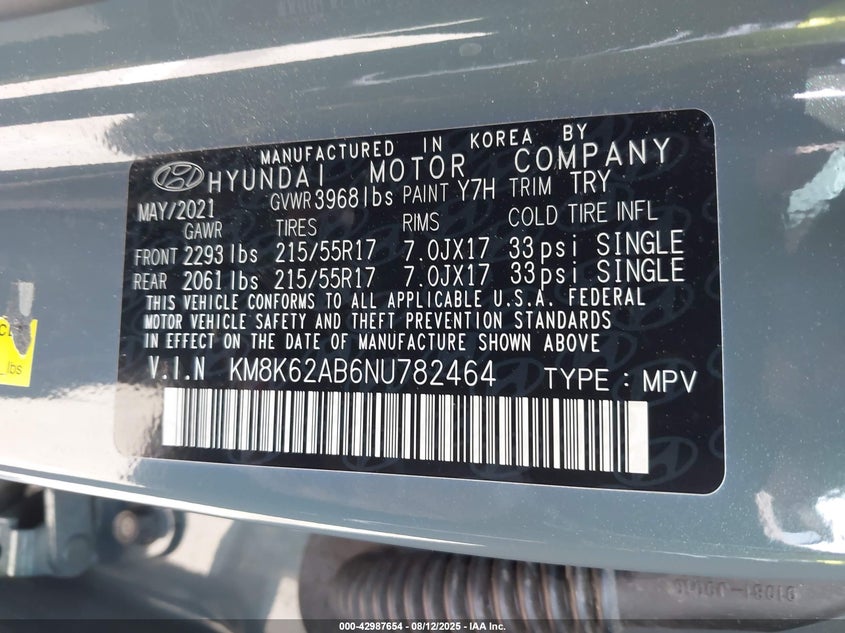 MANUFACTURED IN KOREA BY
HYUNDAI MOTOR COMPANY
MAY/2021 GVWR 3968 lbs PAINT Y7H TRIM TRY
GAWR TIRES RIMS COLD TIRE INFL
FRONT 2293 lbs 215/55R17 7.0JX17 33psi SINGLE
REAR 2061 lbs 215/55R17 7.0JX17 33psi SINGLE
THIS VEHICLE CONFORMS TO ALL APPLICABLE U.S.A. FEDERAL
MOTOR VEHICLE SAFETY AND THEFT PREVENTION STANDARDS
IN EFFECT ON THE DATE OF MANUFACTURE SHOWN ABOVE
V.I.N KM8K62AB6NU782464 TYPE : MPV
lbs
000-42987654 - 08/12/2025 - IAA Inc.